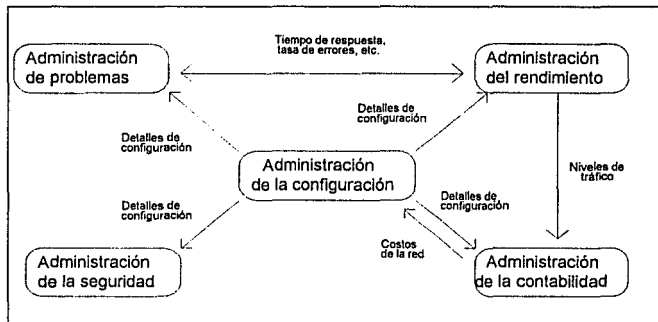 Tiempo de respuesta,
tasa de errores, etc.
Administración
de problemas
Administración
del rendimiento
Detalles de
configuración
Detalles de
configuración
Administración
de la configuración
Niveles de
tráfico
Detalles de
configuración
Detalles de
configuración
Costos
de la red
Administración
de la seguridad
Administración
de la contabilidad